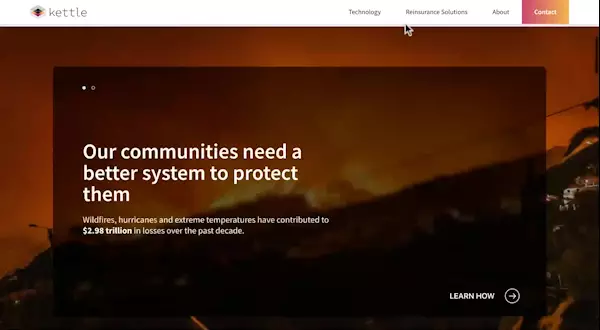 kettle
Technology
Reinsurance Solutions
About
Contact
Our communities need a
better system to protect
them
Wildfires, hurricanes and extreme temperatures have contributed to
$2.98 trillion in losses over the past decade.
LEARN HOW